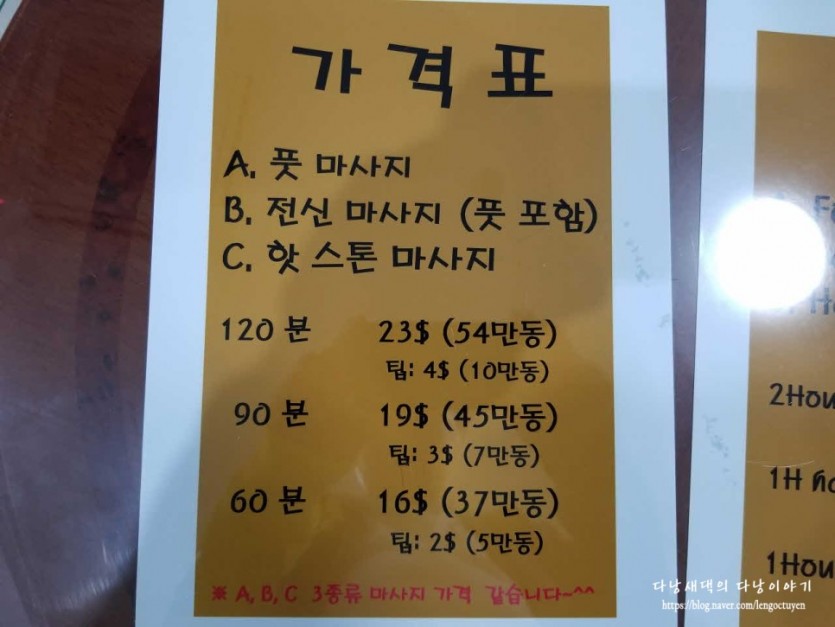 가격표
A. 풋 마사지
B. 전신 마사지 (풋 포함)
C. 핫 스톤 마사지
120 분 23$ (54만동)
팁: 4$ (10만동)
90 분 19$ (45만동)
팁: 3$ (7만동)
60 분 16$ (37만동)
팁: 2$ (5만동)
※ A, B, C 3종류 마사지 가격 같습니다~^^
2Hou
1H
1Hou
다낭새댁의 다낭이야기
https://blog.naver.com/lengoctuyen